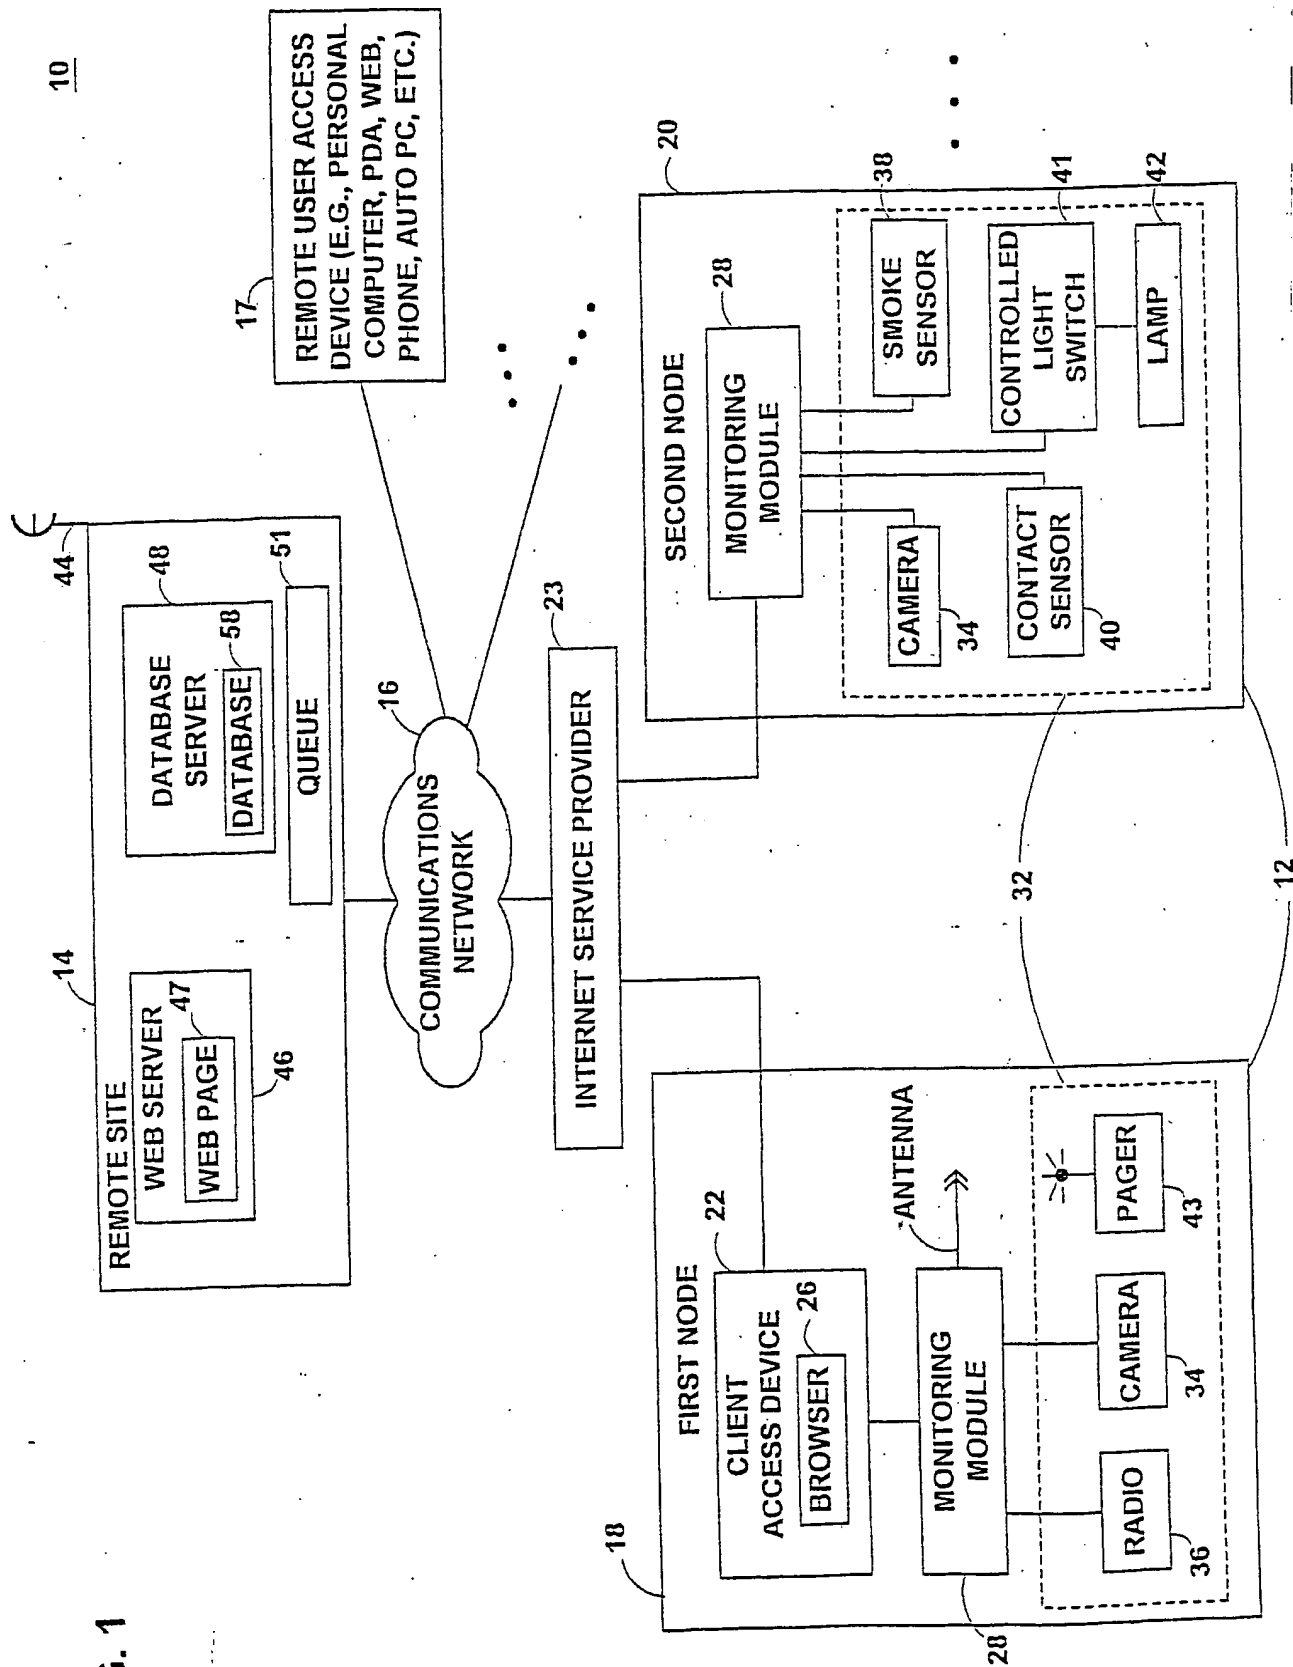 10
14
REMOTE SITE
WEB SERVER
47
WEB PAGE
46
44
48
DATABASE
SERVER
58
DATABASE
51
QUEUE
17
REMOTE USER ACCESS
DEVICE (E.G., PERSONAL
COMPUTER, PDA, WEB,
PHONE, AUTO PC, ETC.)
16
COMMUNICATIONS
NETWORK
23
INTERNET SERVICE PROVIDER
18
FIRST NODE
22
CLIENT
ACCESS DEVICE
26
BROWSER
ANTENNA
MONITORING
MODULE
28
RADIO
36
CAMERA
34
PAGER
43
20
SECOND NODE
28
MONITORING
MODULE
CAMERA
34
CONTACT
SENSOR
40
38
SMOKE
SENSOR
41
CONTROLLED
LIGHT
SWITCH
42
LAMP
32
12
. 1